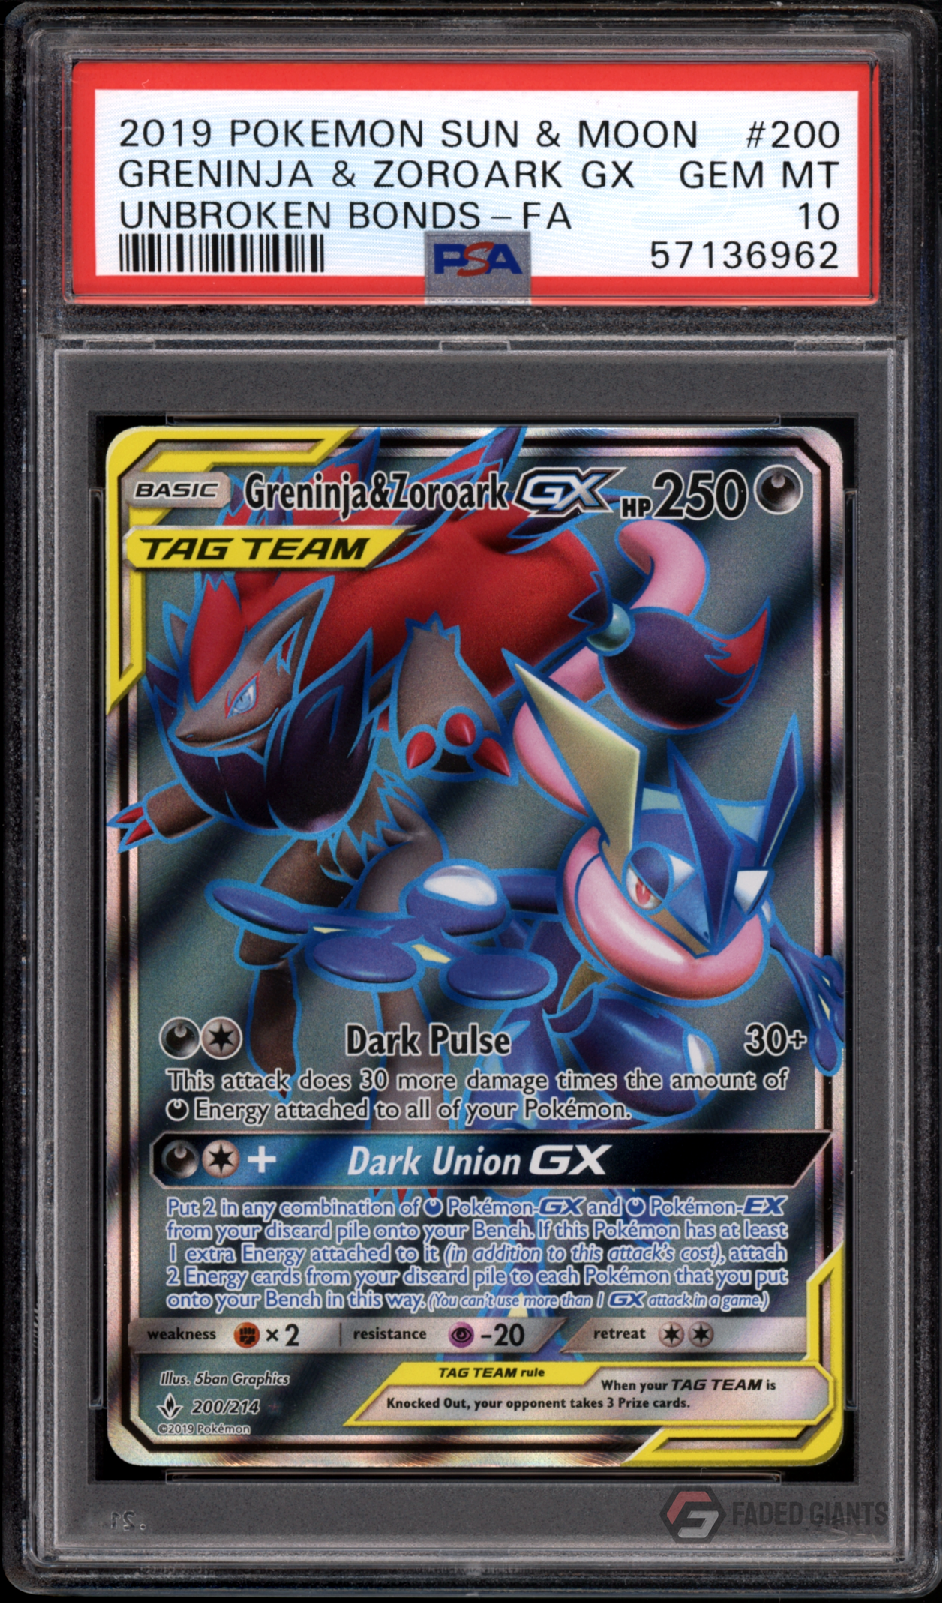 2019 POKEMON SUN & MOON #200
GRENINJA & ZOROARK GX GEM MT
UNBROKEN BONDS - FA 10
PSA 57136962
BASIC Greninja&Zoroark GX HP 250
TAG TEAM
Dark Pulse 30+
This attack does 30 more damage times the amount of
Energy attached to all of your Pokémon.
+ Dark Union GX
Put 2 in any combination of Pokémon-GX and Pokémon-EX
from your discard pile onto your Bench. If this Pokémon has at least
1 extra Energy attached to it (in addition to this attack's cost), attach
2 Energy cards from your discard pile to each Pokémon that you put
onto your Bench in this way. (You can't use more than 1 GX attack in a game.)
weakness ×2 resistance -20 retreat
Illus. 5ban Graphics
TAG TEAM rule
When your TAG TEAM is
Knocked Out, your opponent takes 3 Prize cards.
200/214
©2019 Pokémon
FADED GIANTS